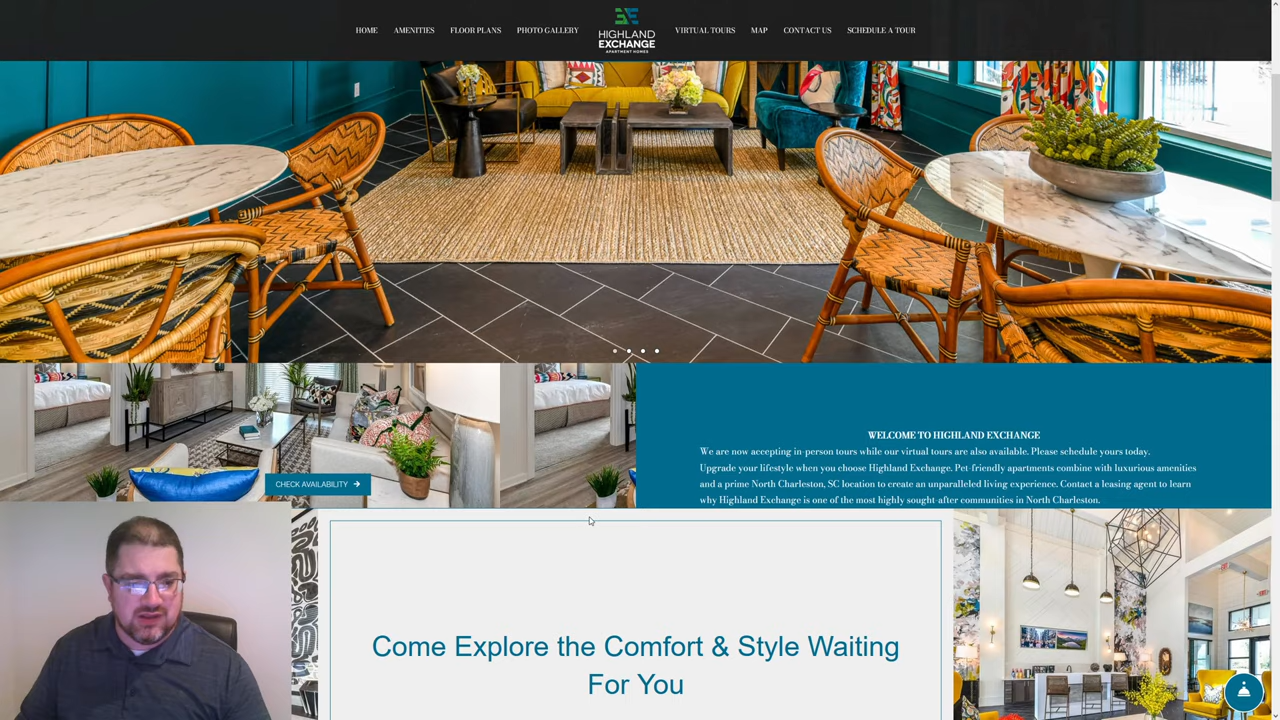 HOME
AMENITIES
FLOOR PLANS
PHOTO GALLERY
HIGHLAND
EXCHANGE
APARTMENT HOMES
VIRTUAL TOURS
MAP
CONTACT US
SCHEDULE A TOUR
CHECK AVAILABILITY →
WELCOME TO HIGHLAND EXCHANGE
We are now accepting in-person tours while our virtual tours are also available. Please schedule yours today.
Upgrade your lifestyle when you choose Highland Exchange. Pet-friendly apartments combine with luxurious amenities
and a prime North Charleston, SC location to create an unparalleled living experience. Contact a leasing agent to learn
why Highland Exchange is one of the most highly sought-after communities in North Charleston.
Come Explore the Comfort & Style Waiting
For You